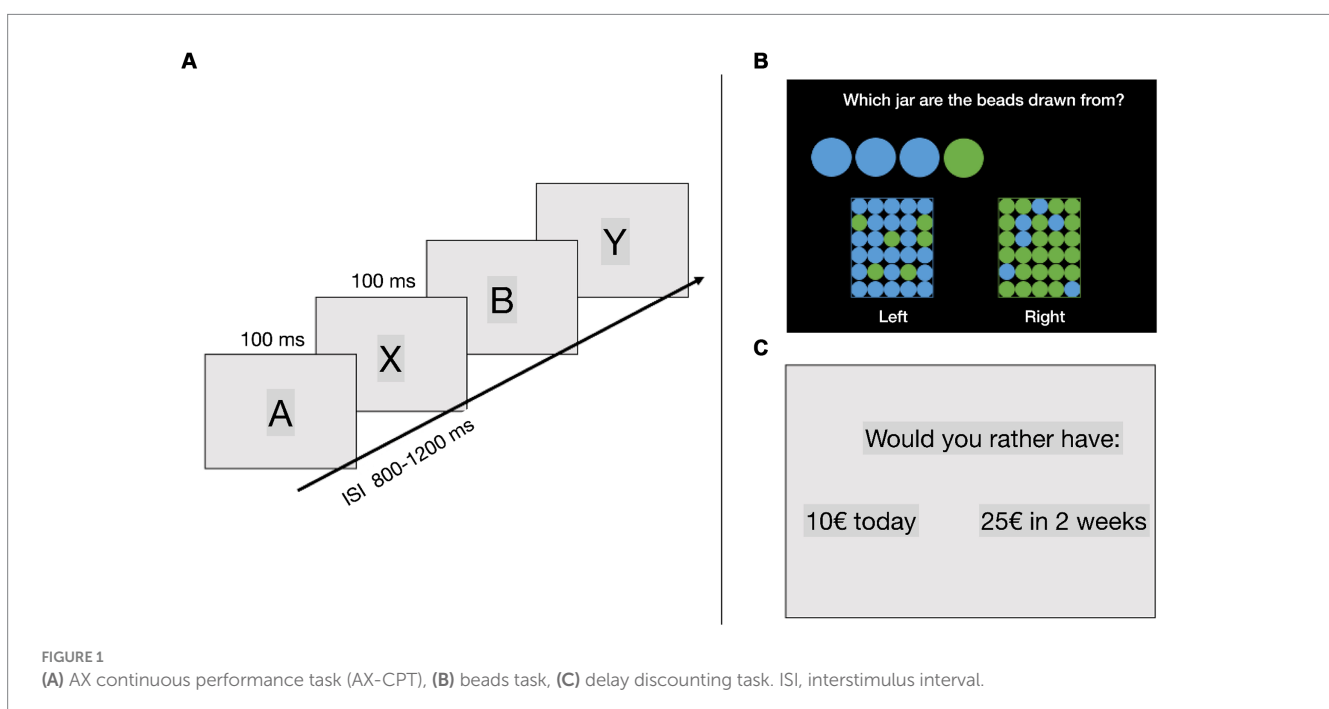 A
100 ms
100 ms
A
X
B
Y
ISI 800-1200 ms
B
Which jar are the beads drawn from?
Left
Right
C
Would you rather have:
10€ today
25€ in 2 weeks
FIGURE 1
(A) AX continuous performance task (AX-CPT), (B) beads task, (C) delay discounting task. ISI, interstimulus interval.